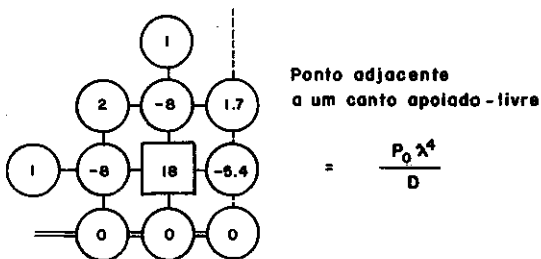 1
Ponto adjacente
2 -8 1.7
a um canto apoiado-livre
1 -8 18 -5.4
= P₀ λ⁴
D
0 0 0